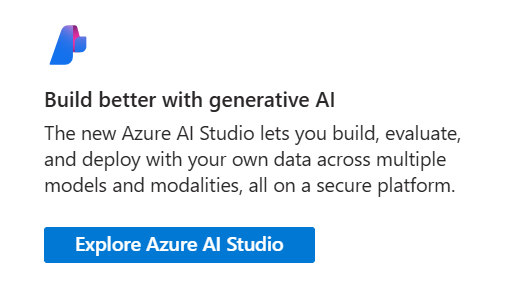 Build better with generative AI
The new Azure AI Studio lets you build, evaluate,
and deploy with your own data across multiple
models and modalities, all on a secure platform.
Explore Azure AI Studio